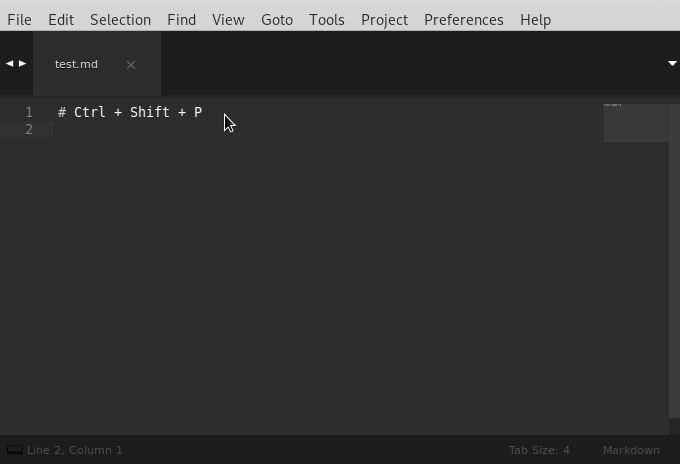 File Edit Selection Find View Goto Tools Project Preferences Help
test.md
1 # Ctrl + Shift + P
2
Line 2, Column 1 Tab Size: 4 Markdown